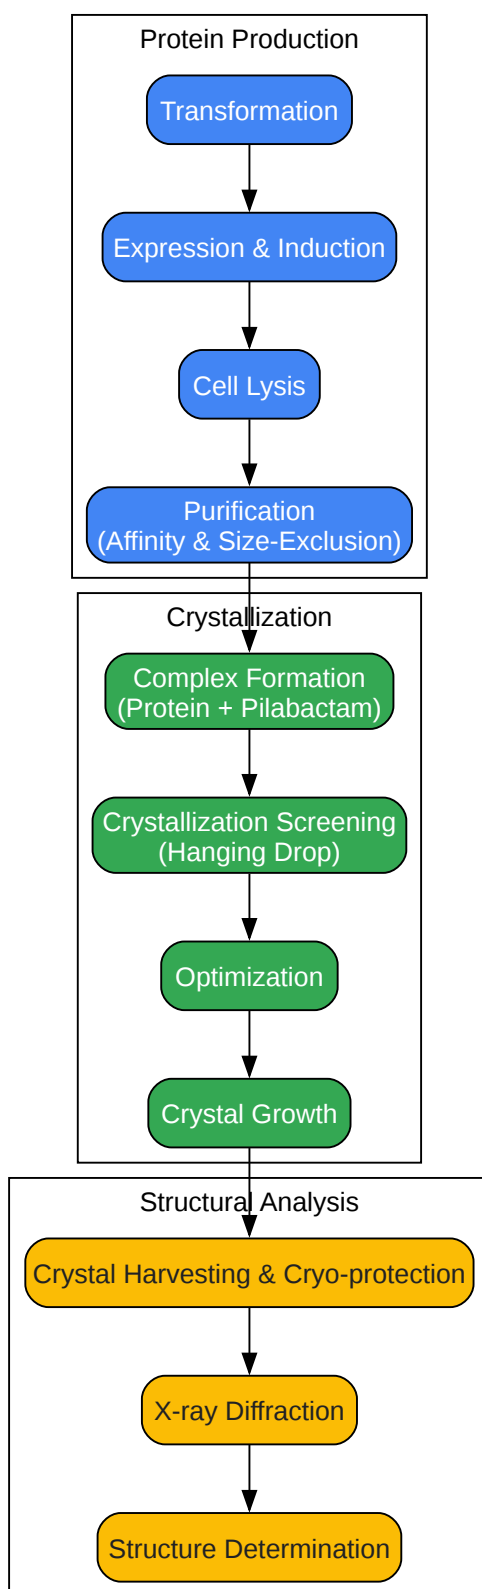 Protein Production
Transformation
Expression & Induction
Cell Lysis
Purification
(Affinity & Size-Exclusion)
Crystallization
Complex Formation
(Protein + Pilabactam)
Crystallization Screening
(Hanging Drop)
Optimization
Crystal Growth
Structural Analysis
Crystal Harvesting & Cryo-protection
X-ray Diffraction
Structure Determination